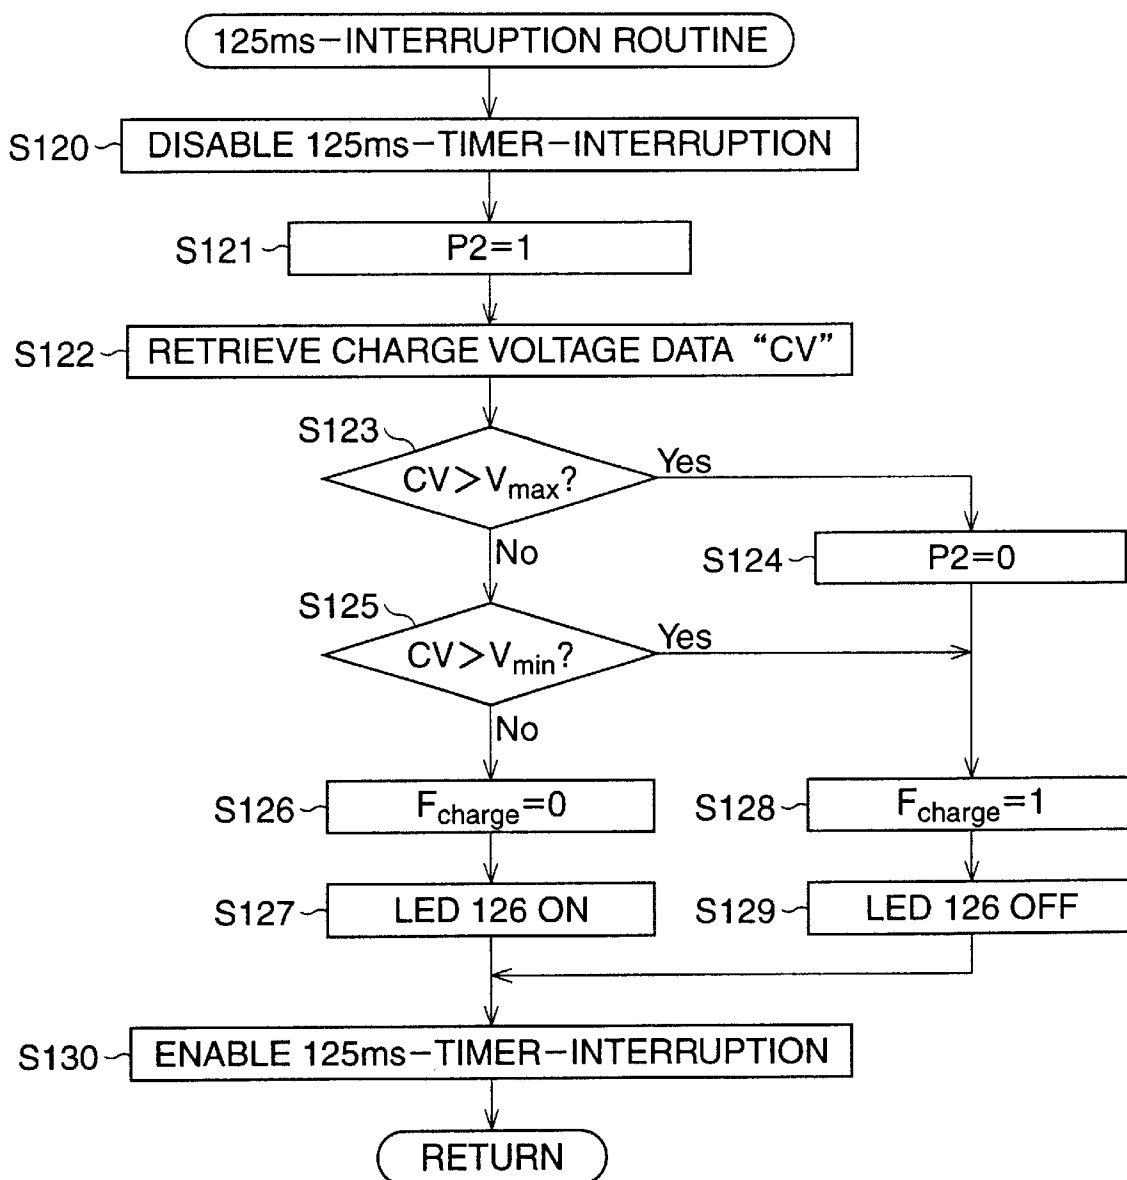 125ms-INTERRUPTION ROUTINE
S120 DISABLE 125ms-TIMER-INTERRUPTION
S121 P2=1
S122 RETRIEVE CHARGE VOLTAGE DATA “CV”
S123
CV>Vmax?
Yes
No
S124 P2=0
S125
CV>Vmin?
Yes
No
S126 Fcharge=0
S128 Fcharge=1
S127 LED 126 ON
S129 LED 126 OFF
S130 ENABLE 125ms-TIMER-INTERRUPTION
RETURN